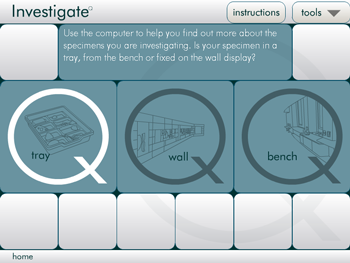 Investigate
instructions
tools
Use the computer to help you find out more about the
specimens you are investigating. Is your specimen in a
tray, from the bench or fixed on the wall display?
tray
wall
bench
home